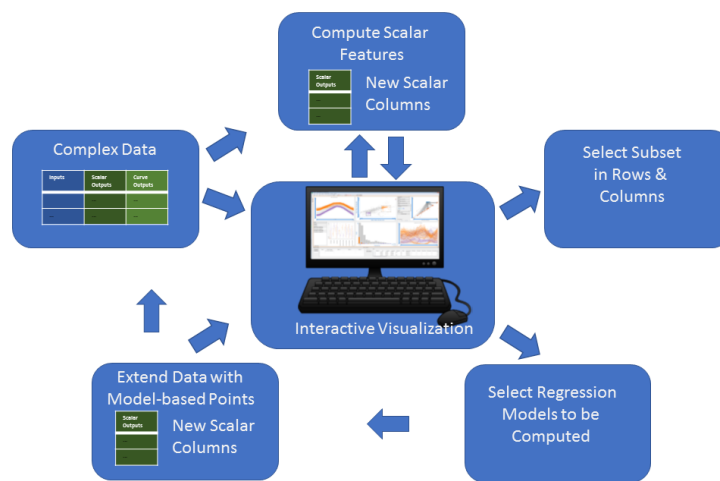 Compute Scalar
Features
Scalar
Outputs
New Scalar
Columns
...
...
Complex Data
Inputs
Scalar
Outputs
Curve
Outputs
...
...
...
...
...
...
Select Subset
in Rows &
Columns
Interactive Visualization
Extend Data with
Model-based Points
Scalar
Outputs
New Scalar
Columns
...
...
Select Regression
Models to be
Computed